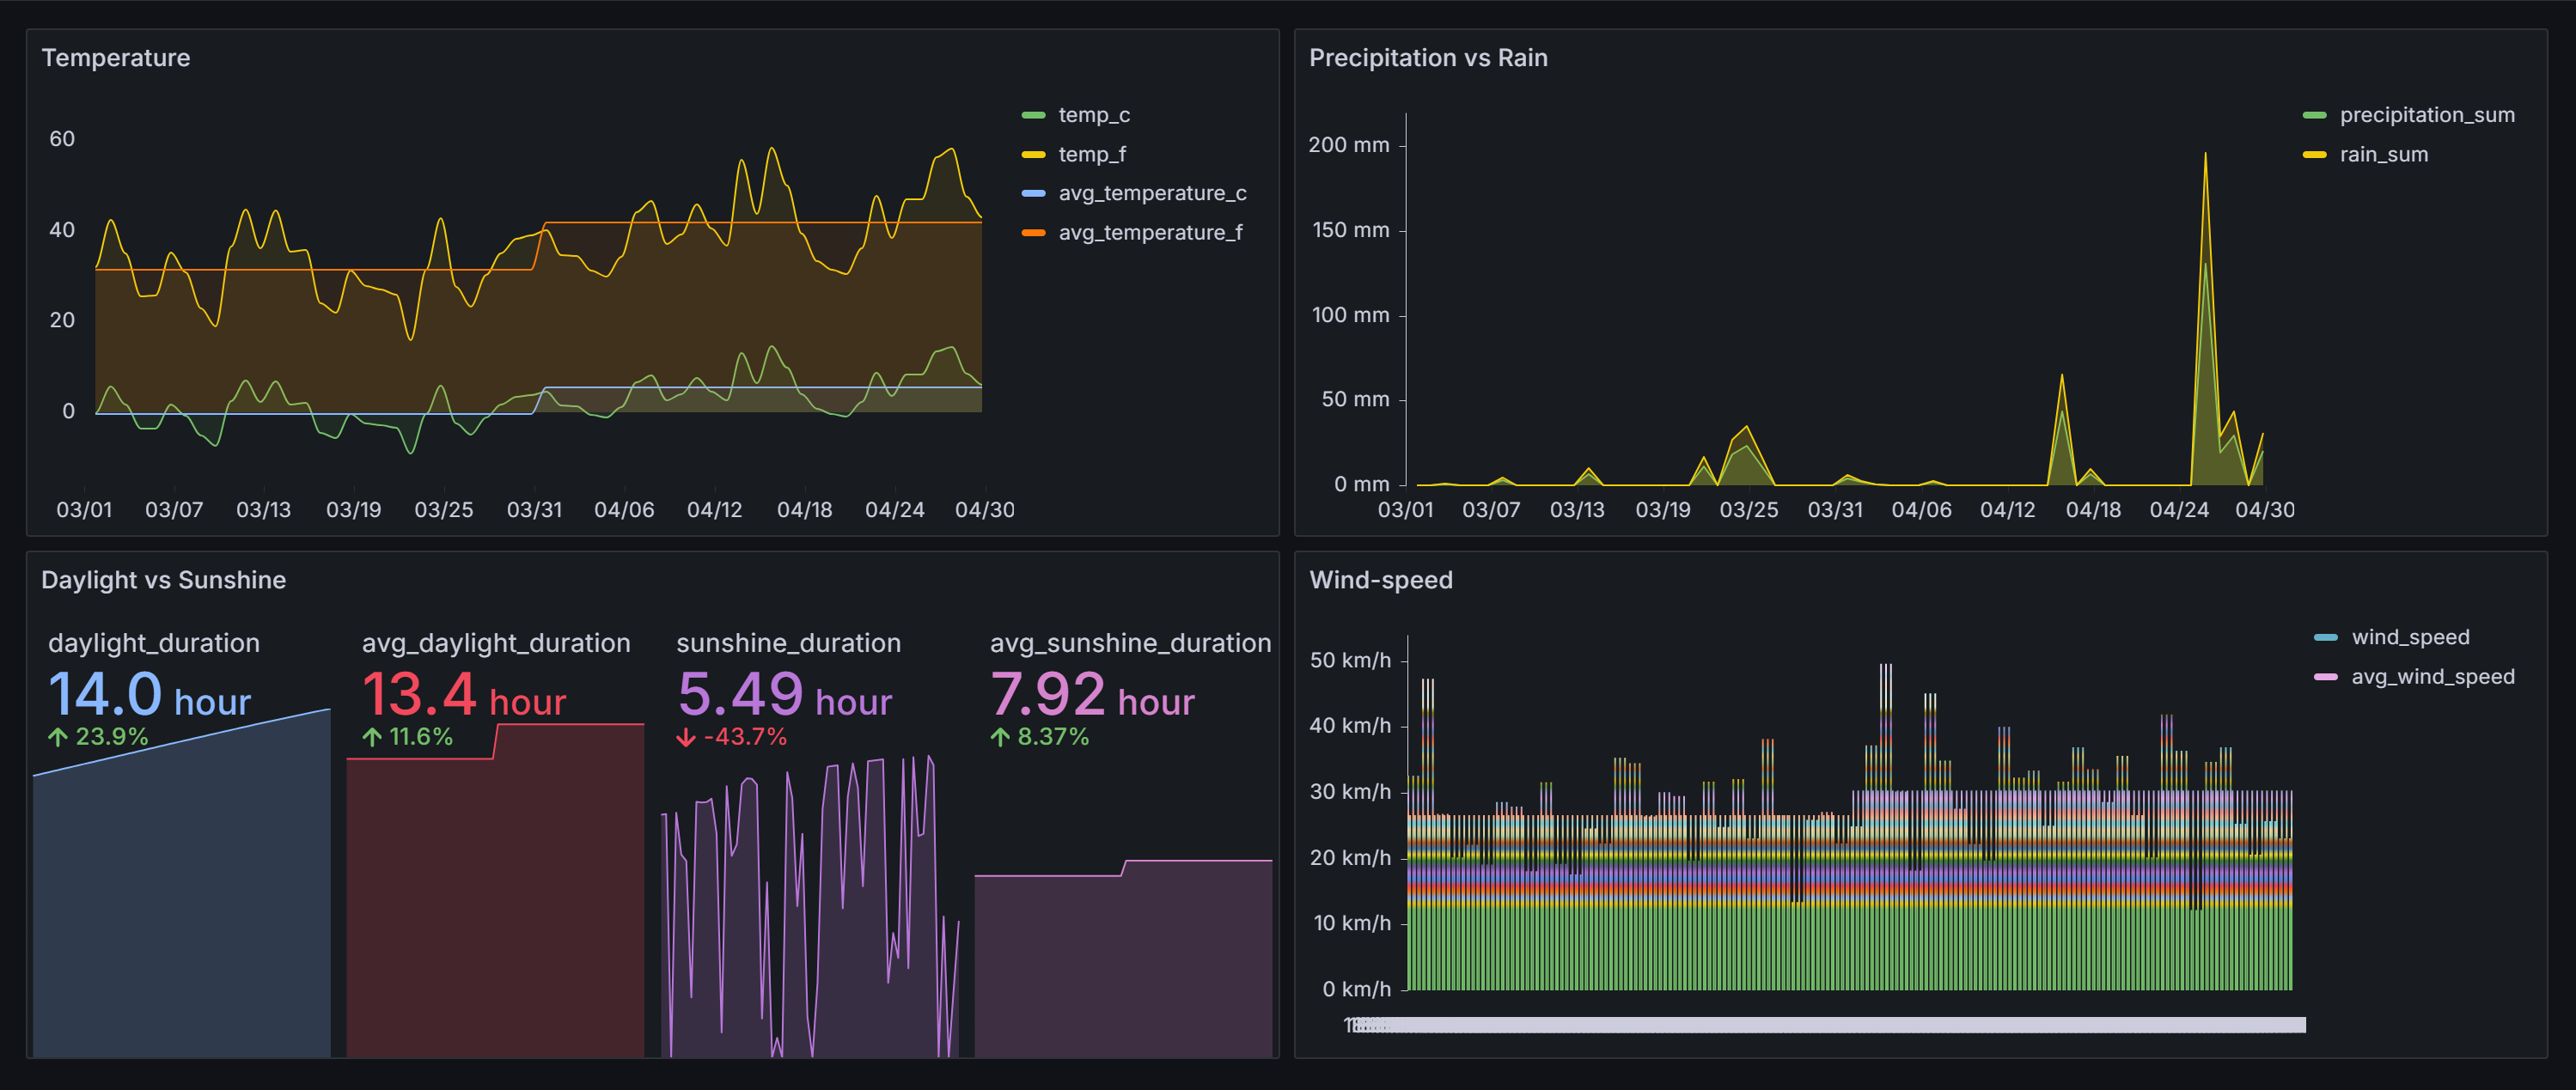 Temperature
60
40
20
0
03/01 03/07 03/13 03/19 03/25 03/31 04/06 04/12 04/18 04/24 04/30
temp_c
temp_f
avg_temperature_c
avg_temperature_f
Precipitation vs Rain
200 mm
150 mm
100 mm
50 mm
0 mm
03/01 03/07 03/13 03/19 03/25 03/31 04/06 04/12 04/18 04/24 04/30
precipitation_sum
rain_sum
Daylight vs Sunshine
daylight_duration
14.0 hour
23.9%
avg_daylight_duration
13.4 hour
11.6%
sunshine_duration
5.49 hour
-43.7%
avg_sunshine_duration
7.92 hour
8.37%
Wind-speed
50 km/h
40 km/h
30 km/h
20 km/h
10 km/h
0 km/h
wind_speed
avg_wind_speed